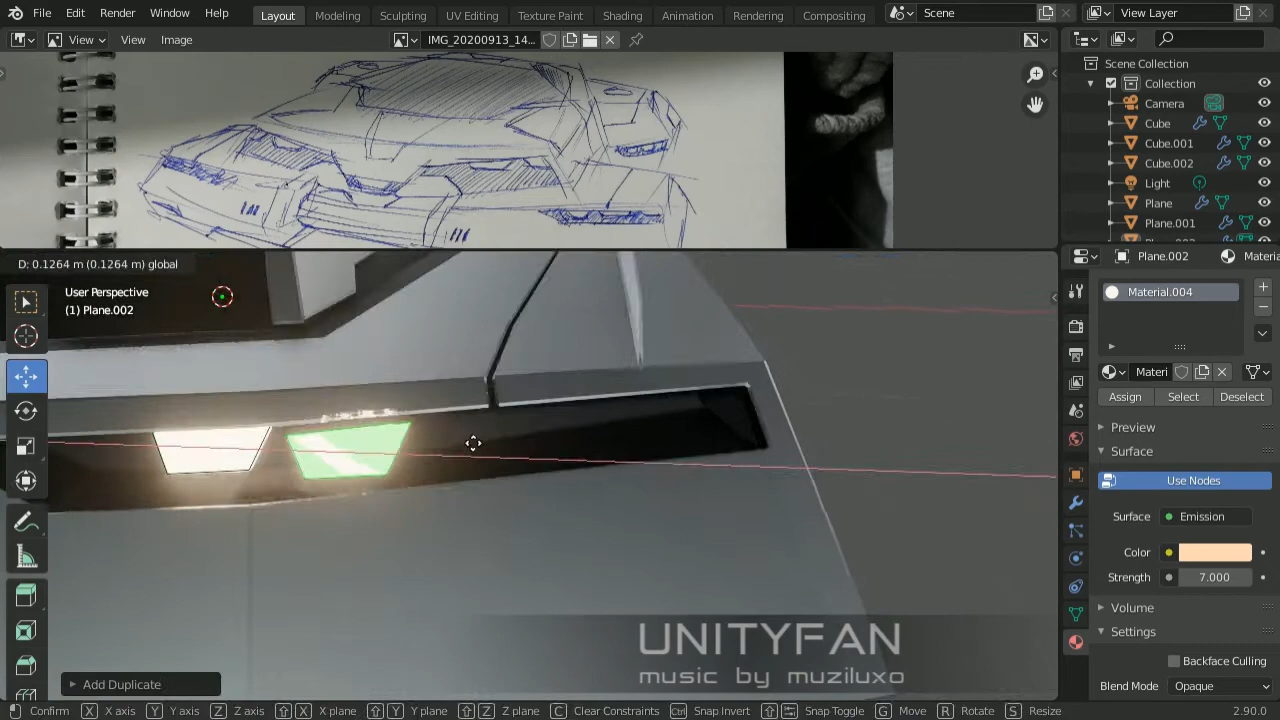 File Edit Render Window Help Layout Modeling Sculpting UV Editing Texture Paint Shading Animation Rendering Compositing Scene View Layer
View View Image IMG_20200913_14...
Scene Collection
Collection
Camera
Cube
Cube.001
Cube.002
Light
Plane
Plane.001
D: 0.1264 m (0.1264 m) global
User Perspective
(1) Plane.002
Plane.002 Materia
Material.004
Materi
Assign Select Deselect
Preview
Surface
Use Nodes
Surface Emission
Color
Strength 7.000
Volume
Settings
Backface Culling
Blend Mode Opaque
UNITYFAN
music by muziluxo
Add Duplicate
Confirm X X axis Y Y axis Z Z axis X X plane Y Y plane Z Z plane C Clear Constraints Ctrl Snap Invert Snap Toggle G Move R Rotate S Resize 2.90.0